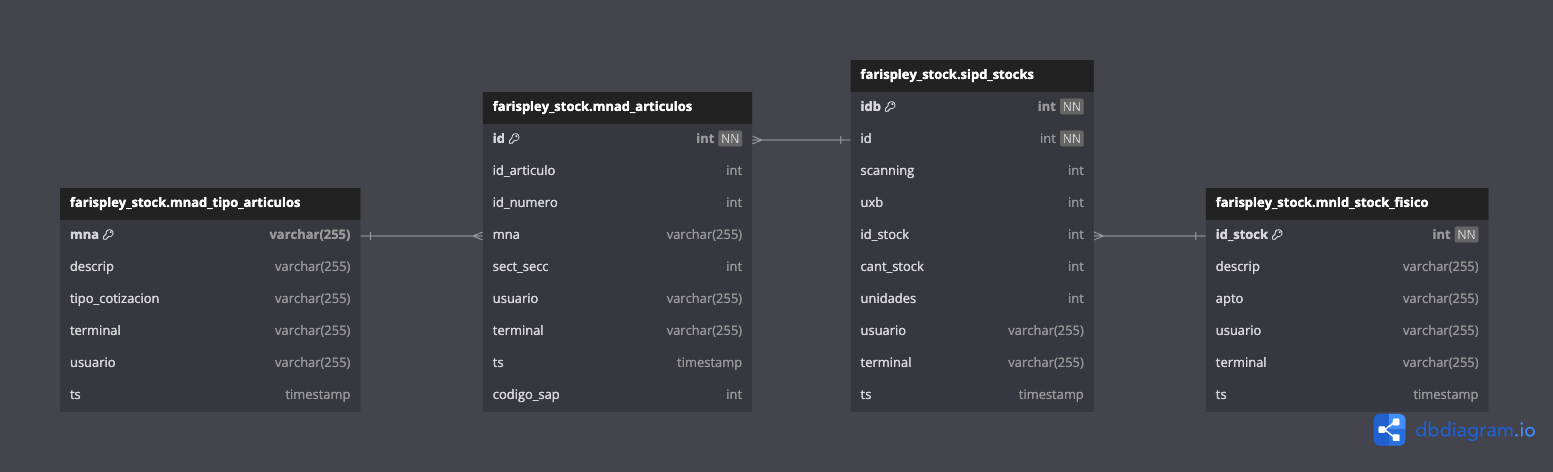 farispley_stock.mnad_tipo_articulos
mna varchar(255)
descrip varchar(255)
tipo_cotizacion varchar(255)
terminal varchar(255)
usuario varchar(255)
ts timestamp
farispley_stock.mnad_articulos
id int NN
id_articulo int
id_numero int
mna varchar(255)
sect_secc int
usuario varchar(255)
terminal varchar(255)
ts timestamp
codigo_sap int
farispley_stock.sipd_stocks
idb int NN
id int NN
scanning int
uxb int
id_stock int
cant_stock int
unidades int
usuario varchar(255)
terminal varchar(255)
ts timestamp
farispley_stock.mnld_stock_fisico
id_stock int NN
descrip varchar(255)
apto varchar(255)
usuario varchar(255)
terminal varchar(255)
ts timestamp
dbdiagram.io